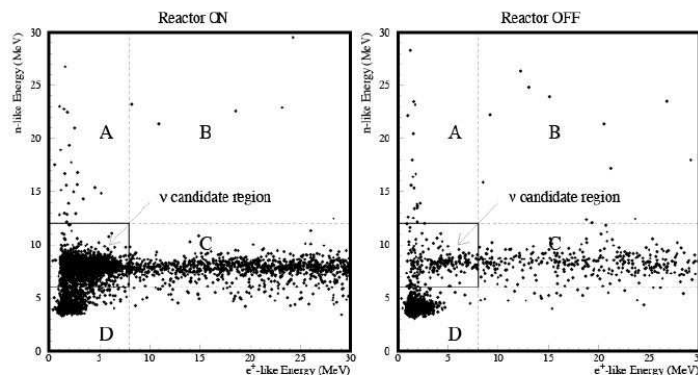 Reactor ON
Reactor OFF
n-like Energy (MeV)
30
25
20
15
10
5
0
A
B
ν candidate region
C
D
0
5
10
15
20
25
30
e⁺-like Energy (MeV)
n-like Energy (MeV)
30
25
20
15
10
5
0
A
B
ν candidate region
C
D
0
5
10
15
20
25
30
e⁺-like Energy (MeV)